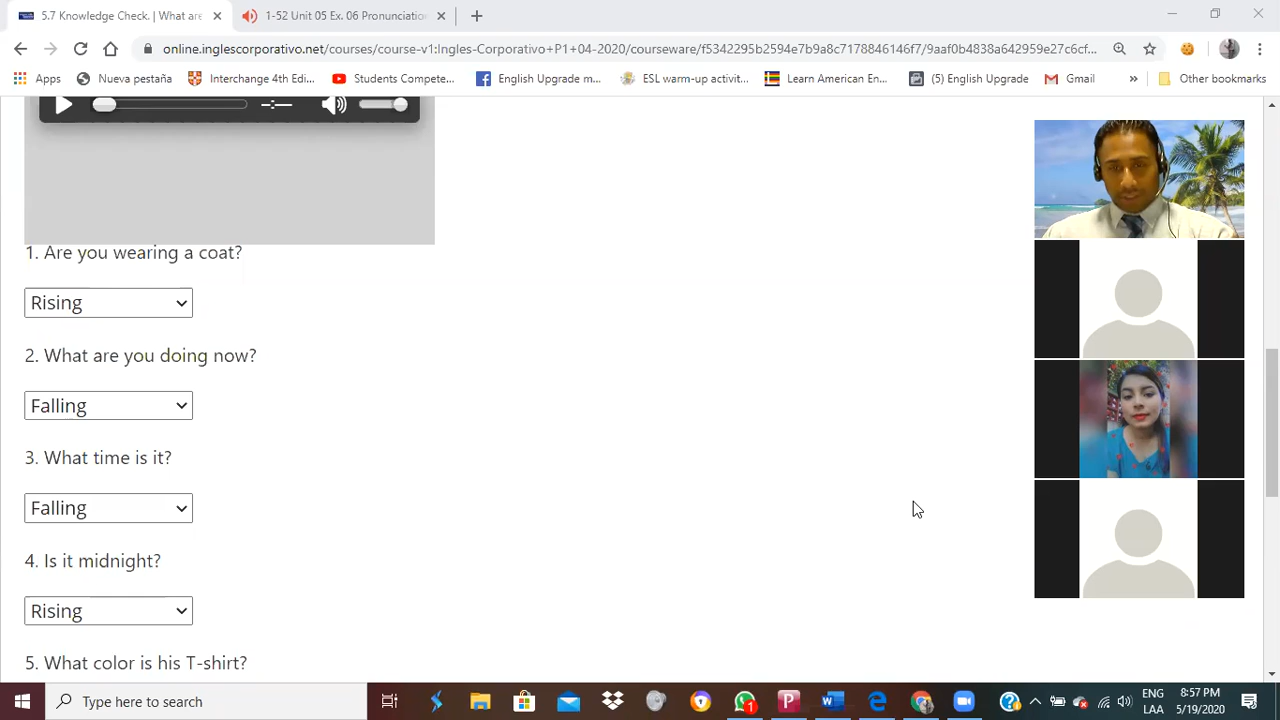 5.7 Knowledge Check. | What are
1-52 Unit 05 Ex. 06 Pronunciation
online.inglescorporativo.net/courses/course-v1:Ingles-Corporativo+P1+04-2020/courseware/f5342295b2594e7b9a8c7178846146f7/9aaf0b4838a642959e27c6cf...
Apps
Nueva pestaña
Interchange 4th Edi...
Students Compete...
English Upgrade m...
ESL warm-up activit...
Learn American En...
(5) English Upgrade
Gmail
»
Other bookmarks
1. Are you wearing a coat?
Rising
2. What are you doing now?
Falling
3. What time is it?
Falling
4. Is it midnight?
Rising
5. What color is his T-shirt?
Type here to search
1
ENG
LAA
8:57 PM
5/19/2020